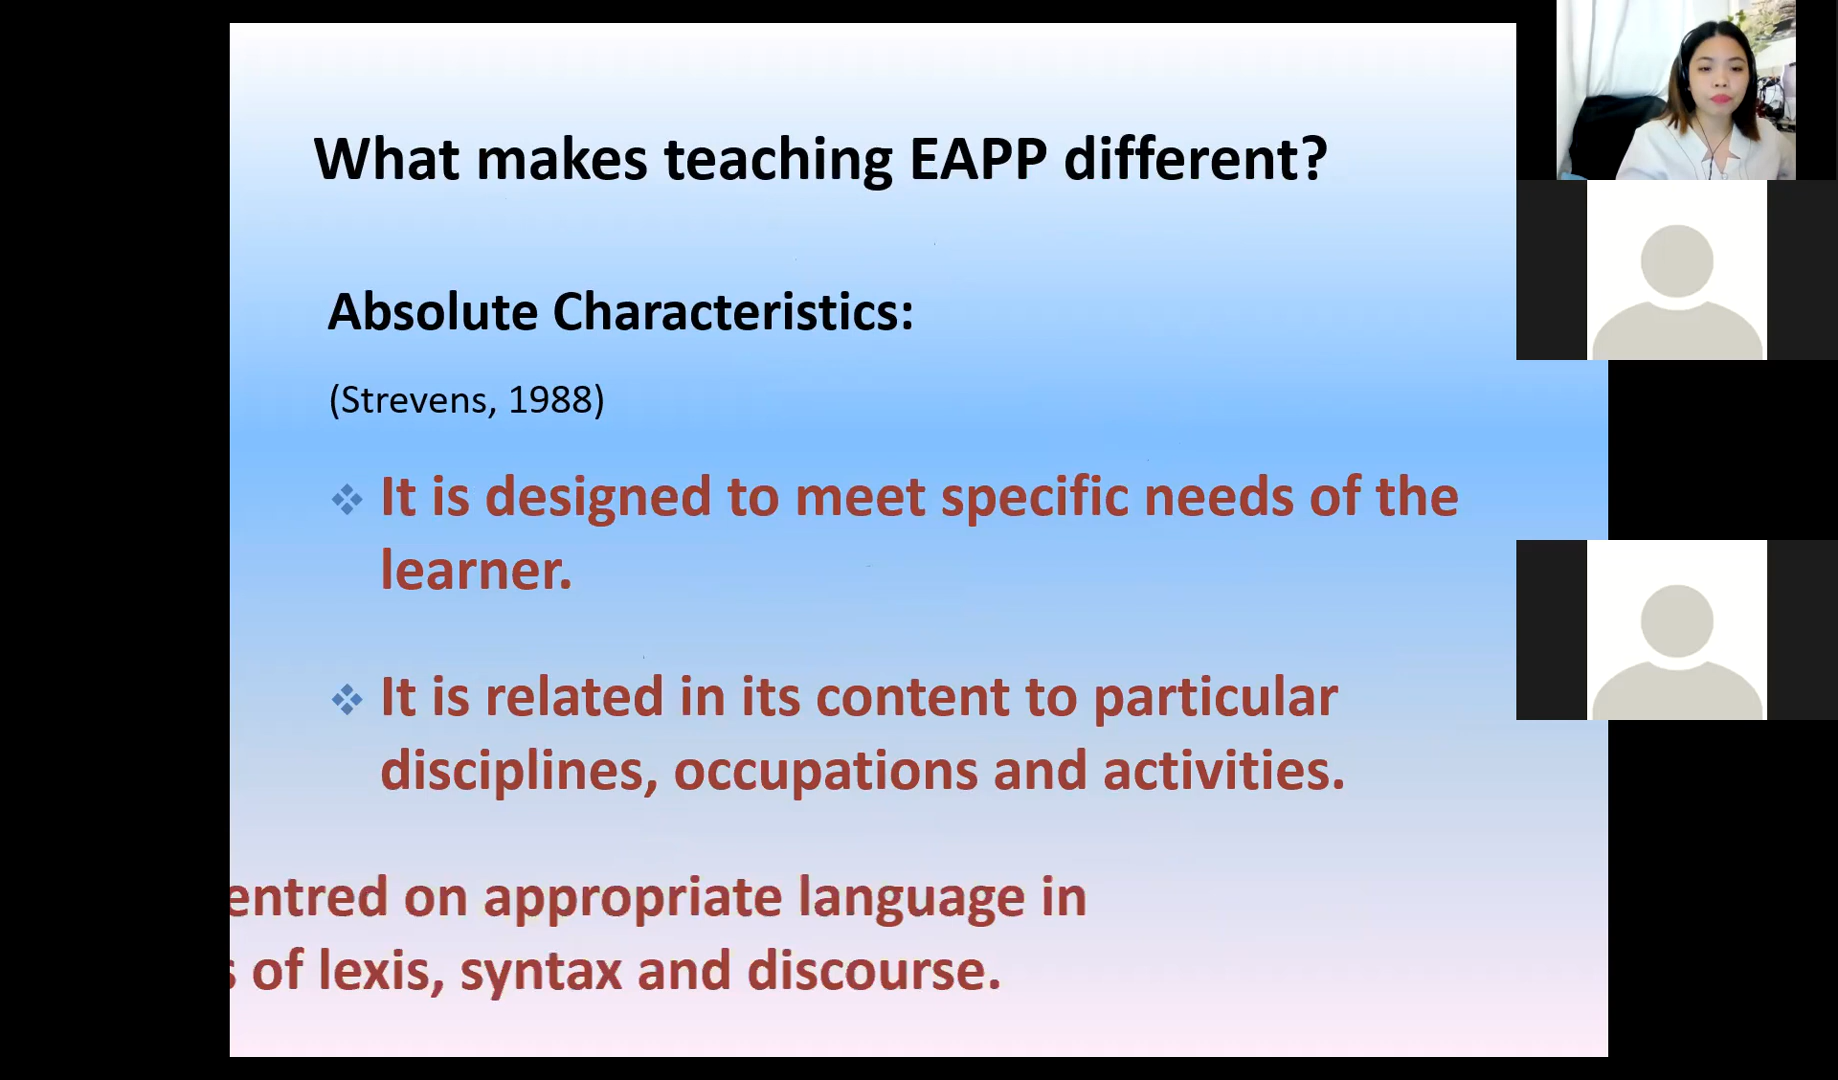 What makes teaching EAPP different?
Absolute Characteristics:
(Strevens, 1988)
It is designed to meet specific needs of the
learner.
It is related in its content to particular
disciplines, occupations and activities.
entred on appropriate language in
of lexis, syntax and discourse.